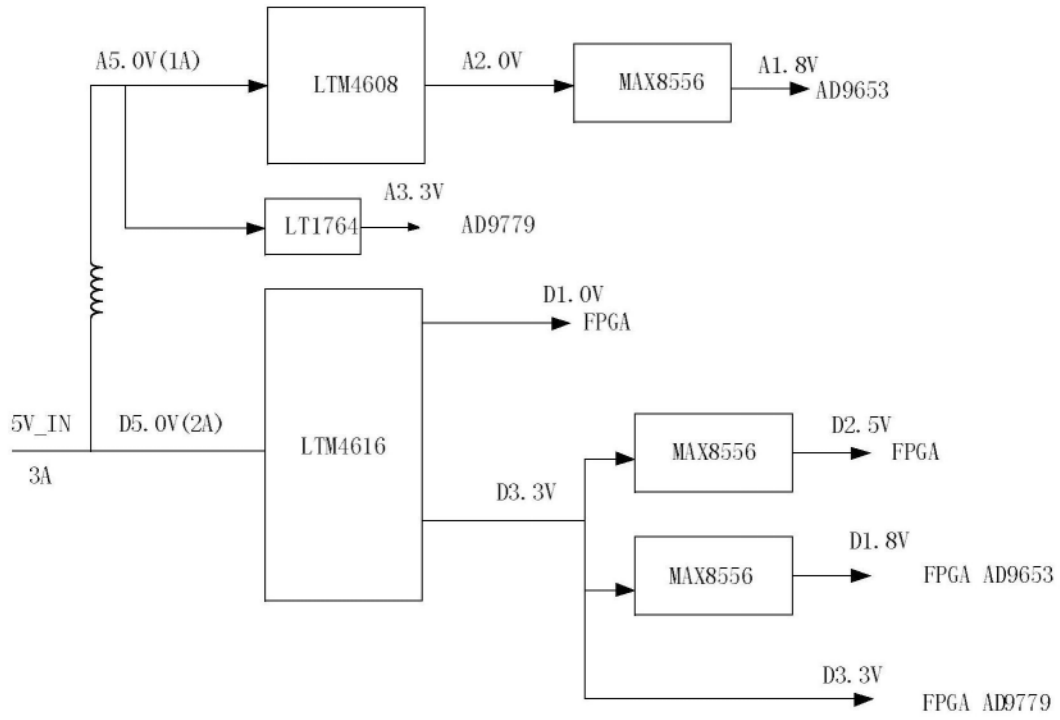 A5.0V(1A)
LTM4608
A2.0V
MAX8556
A1.8V
AD9653
A3.3V
LT1764
AD9779
D1.0V
FPGA
5V_IN
D5.0V(2A)
3A
LTM4616
D3.3V
MAX8556
D2.5V
FPGA
MAX8556
D1.8V
FPGA AD9653
D3.3V
FPGA AD9779